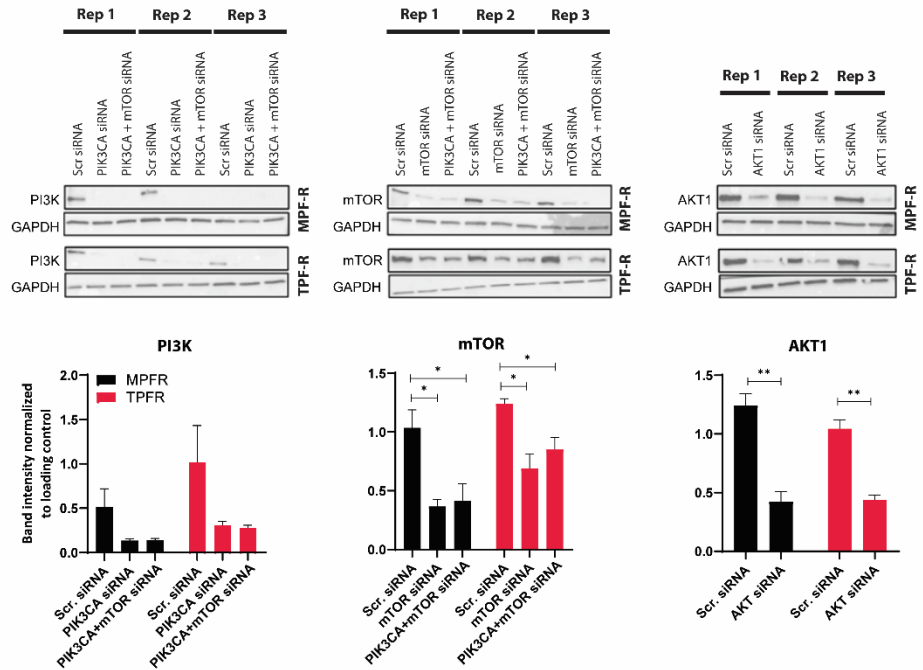 Rep 1 Rep 2 Rep 3
Scr siRNA
PIK3CA siRNA
PIK3CA + mTOR siRNA
Scr siRNA
PIK3CA siRNA
PIK3CA + mTOR siRNA
Scr siRNA
PIK3CA siRNA
PIK3CA + mTOR siRNA
PI3K
GAPDH
MPF-R
PI3K
GAPDH
TPF-R
Rep 1 Rep 2 Rep 3
Scr siRNA
mTOR siRNA
PIK3CA + mTOR siRNA
Scr siRNA
mTOR siRNA
PIK3CA + mTOR siRNA
Scr siRNA
mTOR siRNA
PIK3CA + mTOR siRNA
mTOR
GAPDH
MPF-R
mTOR
GAPDH
TPF-R
Rep 1 Rep 2 Rep 3
Scr siRNA
AKT1 siRNA
Scr siRNA
AKT1 siRNA
Scr siRNA
AKT1 siRNA
AKT1
GAPDH
MPF-R
AKT1
GAPDH
TPF-R
PI3K
Band intensity normalized
to loading control
2.0
1.5
1.0
0.5
0.0
MPFR
TPFR
Scr. siRNA
PIK3CA siRNA
PIK3CA+mTOR siRNA
Scr. siRNA
PIK3CA siRNA
PIK3CA+mTOR siRNA
mTOR
1.5
1.0
0.5
0.0
*
*
*
*
Scr. siRNA
mTOR siRNA
PIK3CA+mTOR siRNA
Scr. siRNA
mTOR siRNA
PIK3CA+mTOR siRNA
AKT1
1.5
1.0
0.5
0.0
**
**
Scr. siRNA
AKT siRNA
Scr. siRNA
AKT siRNA